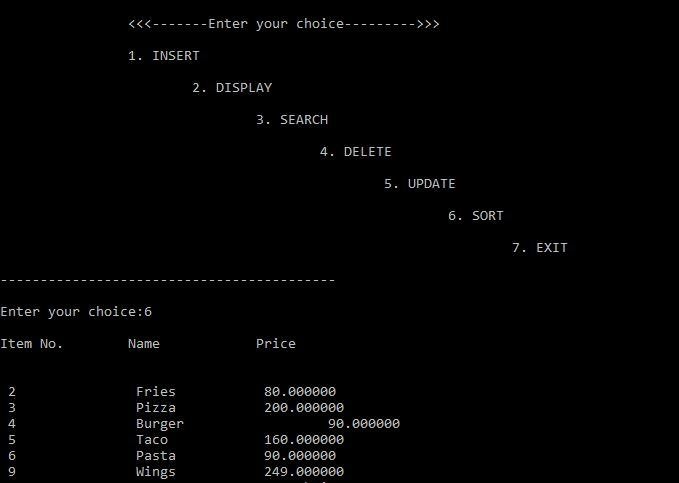 <<<-------Enter your choice--------->>>
1. INSERT
2. DISPLAY
3. SEARCH
4. DELETE
5. UPDATE
6. SORT
7. EXIT
------------------------------------------
Enter your choice:6
Item No. Name Price
2 Fries 80.000000
3 Pizza 200.000000
4 Burger 90.000000
5 Taco 160.000000
6 Pasta 90.000000
9 Wings 249.000000